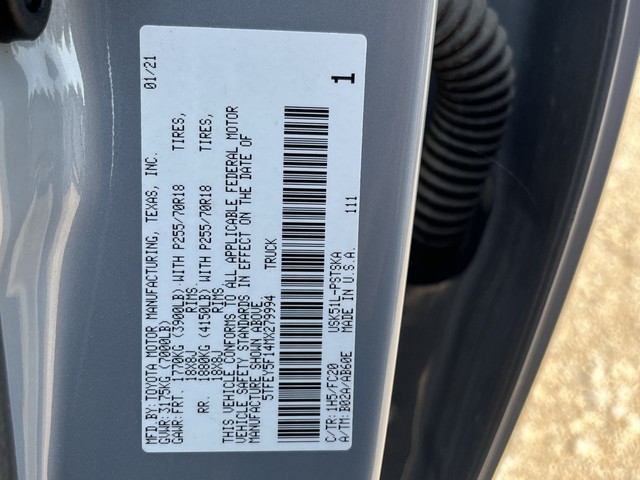 MFD.BY: TOYOTA MOTOR MANUFACTURING, TEXAS, INC. 01/21
GVWR: 3175KG (7000LB)
GAWR: FRT. 1770KG (3900LB) WITH P255/70R18 TIRES,
18X8J RIMS
RR. 1880KG (4150LB) WITH P255/70R18 TIRES,
18X8J RIMS
THIS VEHICLE CONFORMS TO ALL APPLICABLE FEDERAL MOTOR
VEHICLE SAFETY STANDARDS IN EFFECT ON THE DATE OF
MANUFACTURE SHOWN ABOVE.
5TFEY5F14MX279994 TRUCK
1
C/TR: 1H5/FC20 USK51L-PSTSKA
A/TM: B02A/AB60E MADE IN U.S.A. 111